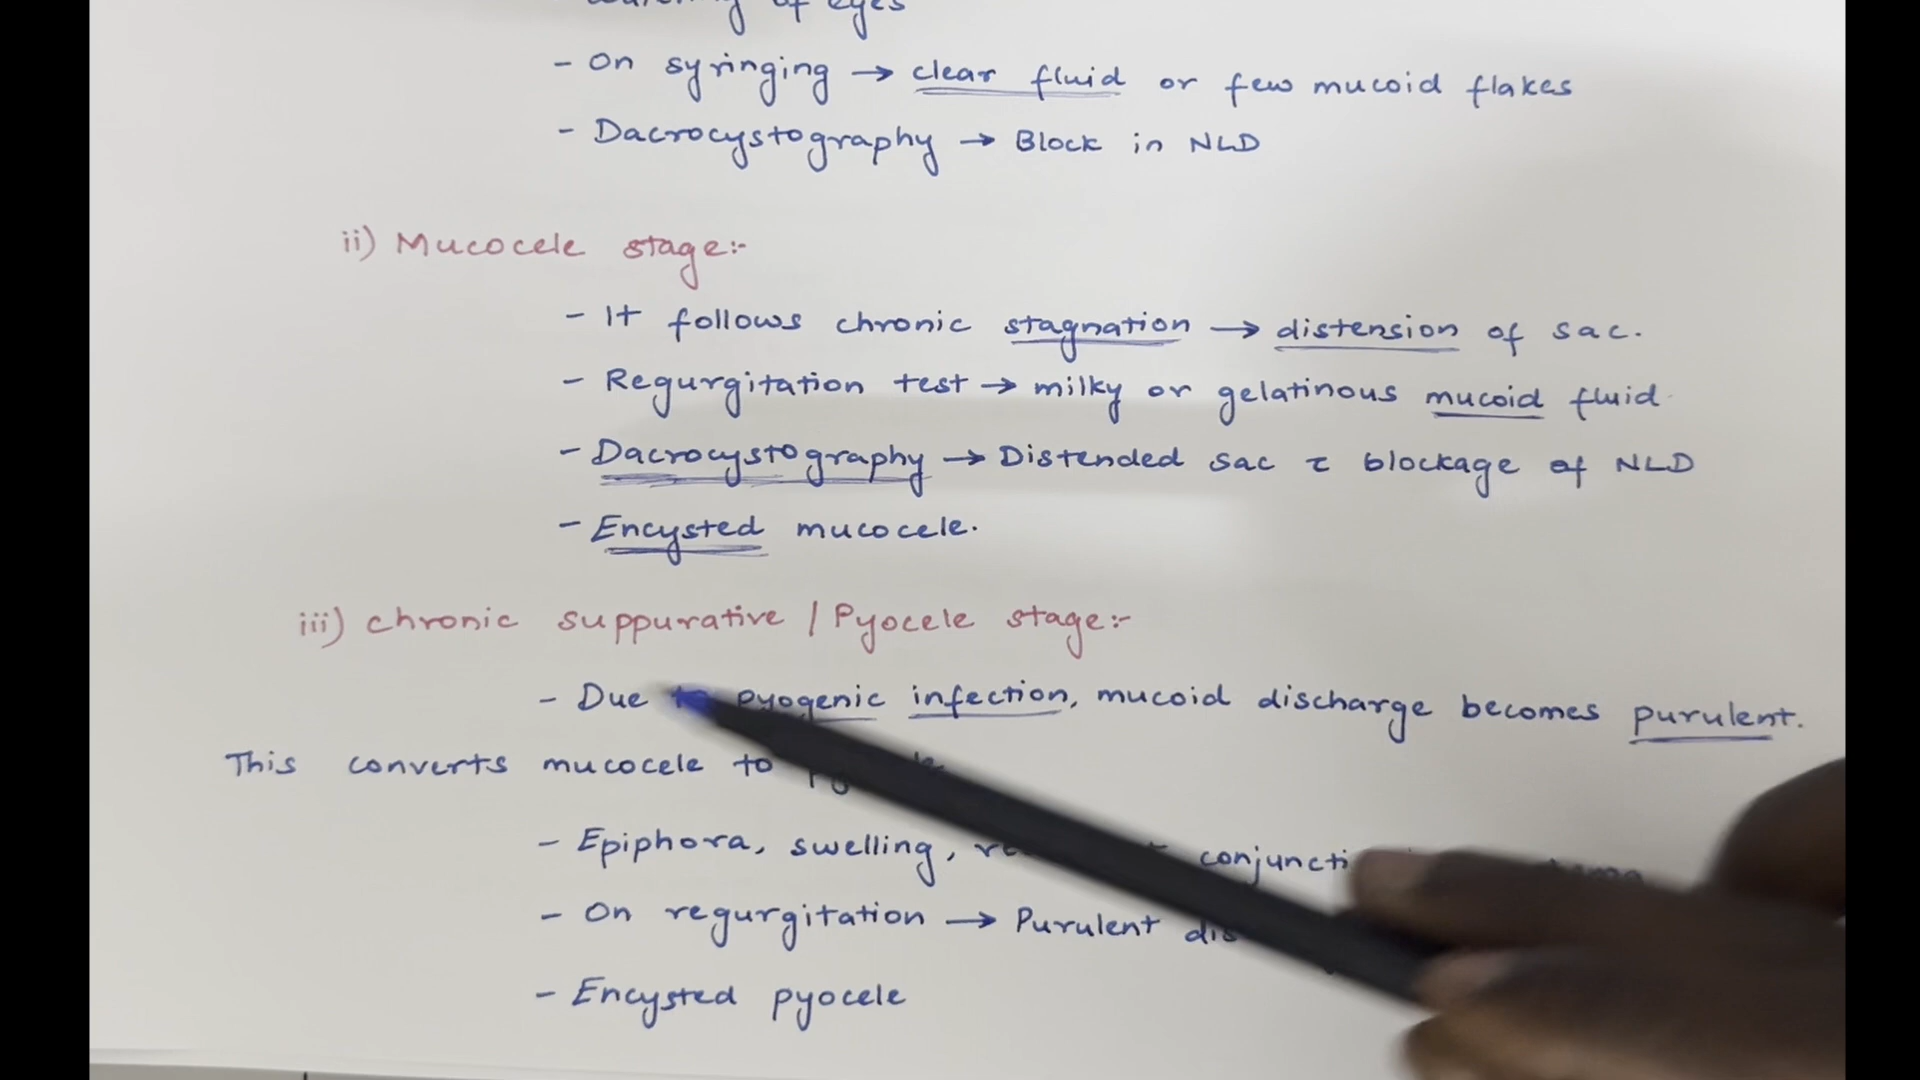 of eyes
- On syringing → clear fluid or few mucoid flakes
- Dacrocystography → Block in NLD
ii) Mucocele stage:-
- It follows chronic stagnation → distension of sac.
- Regurgitation test → milky or gelatinous mucoid fluid
- Dacrocystography → Distended sac c blockage of NLD
- Encysted mucocele.
iii) chronic suppurative / Pyocele stage:-
- Due to pyogenic infection, mucoid discharge becomes purulent.
This converts mucocele to
- Epiphora, swelling,
- On regurgitation → Purulent
- Encysted pyocele